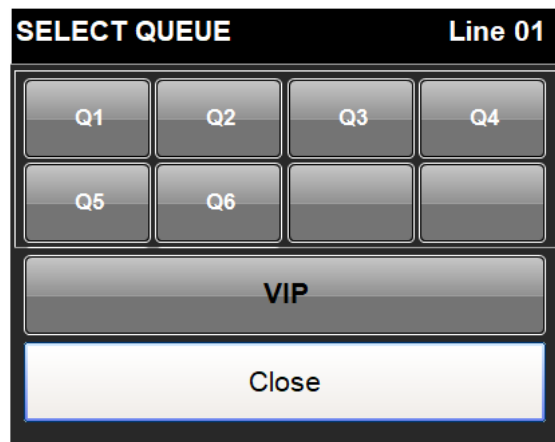 SELECT QUEUE Line 01
Q1 Q2 Q3 Q4
Q5 Q6
VIP
Close